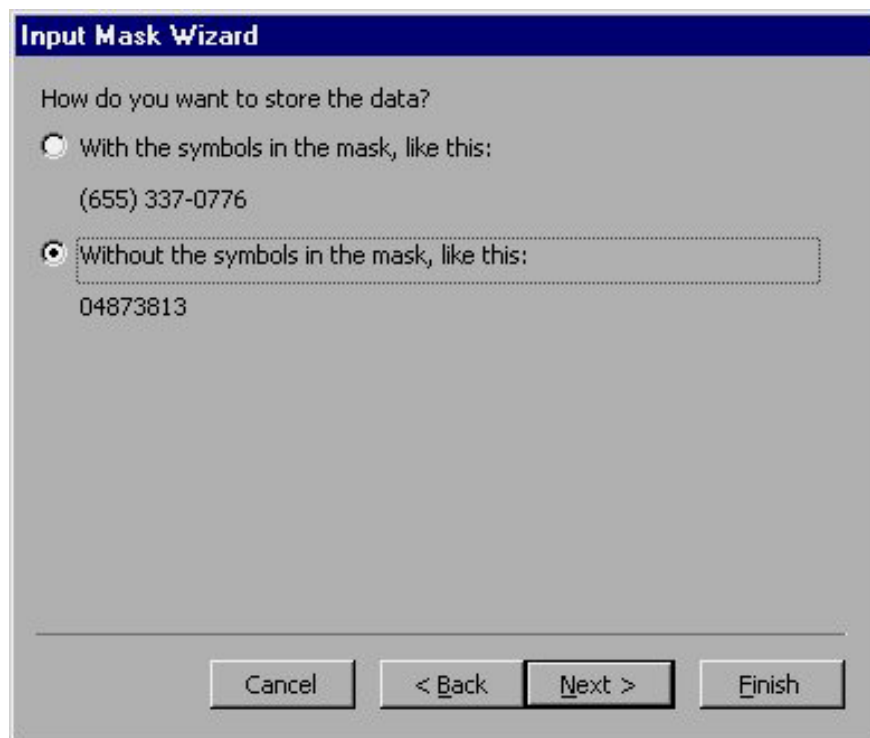 Input Mask Wizard
How do you want to store the data?
With the symbols in the mask, like this:
(655) 337-0776
Without the symbols in the mask, like this:
04873813
Cancel < Back Next > Finish